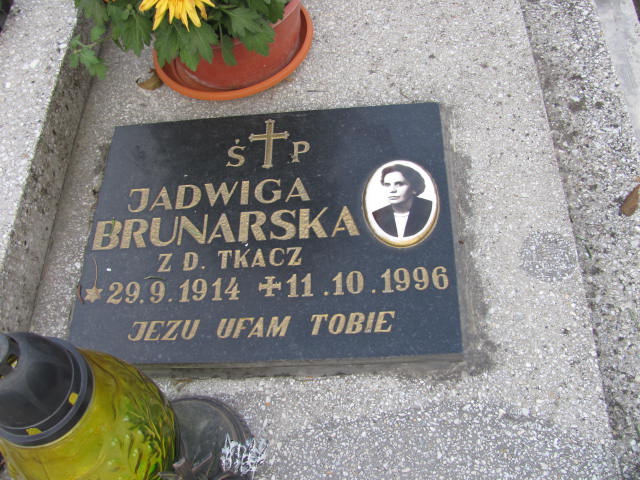 Ś P
JADWIGA
BRUNARSKA
Z D. TKACZ
29.9.1914 11.10.1996
JEZU UFAM TOBIE